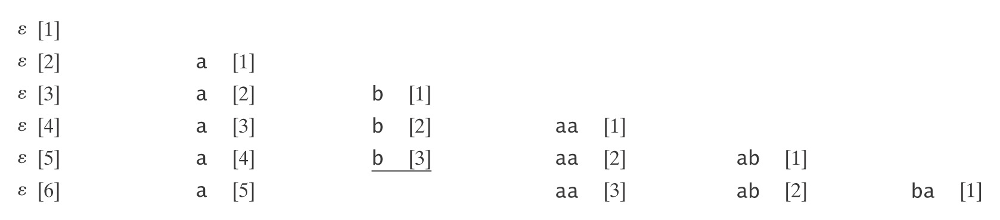 ε [1]
ε [2] a [1]
ε [3] a [2] b [1]
ε [4] a [3] b [2] aa [1]
ε [5] a [4] b [3] aa [2] ab [1]
ε [6] a [5] aa [3] ab [2] ba [1]